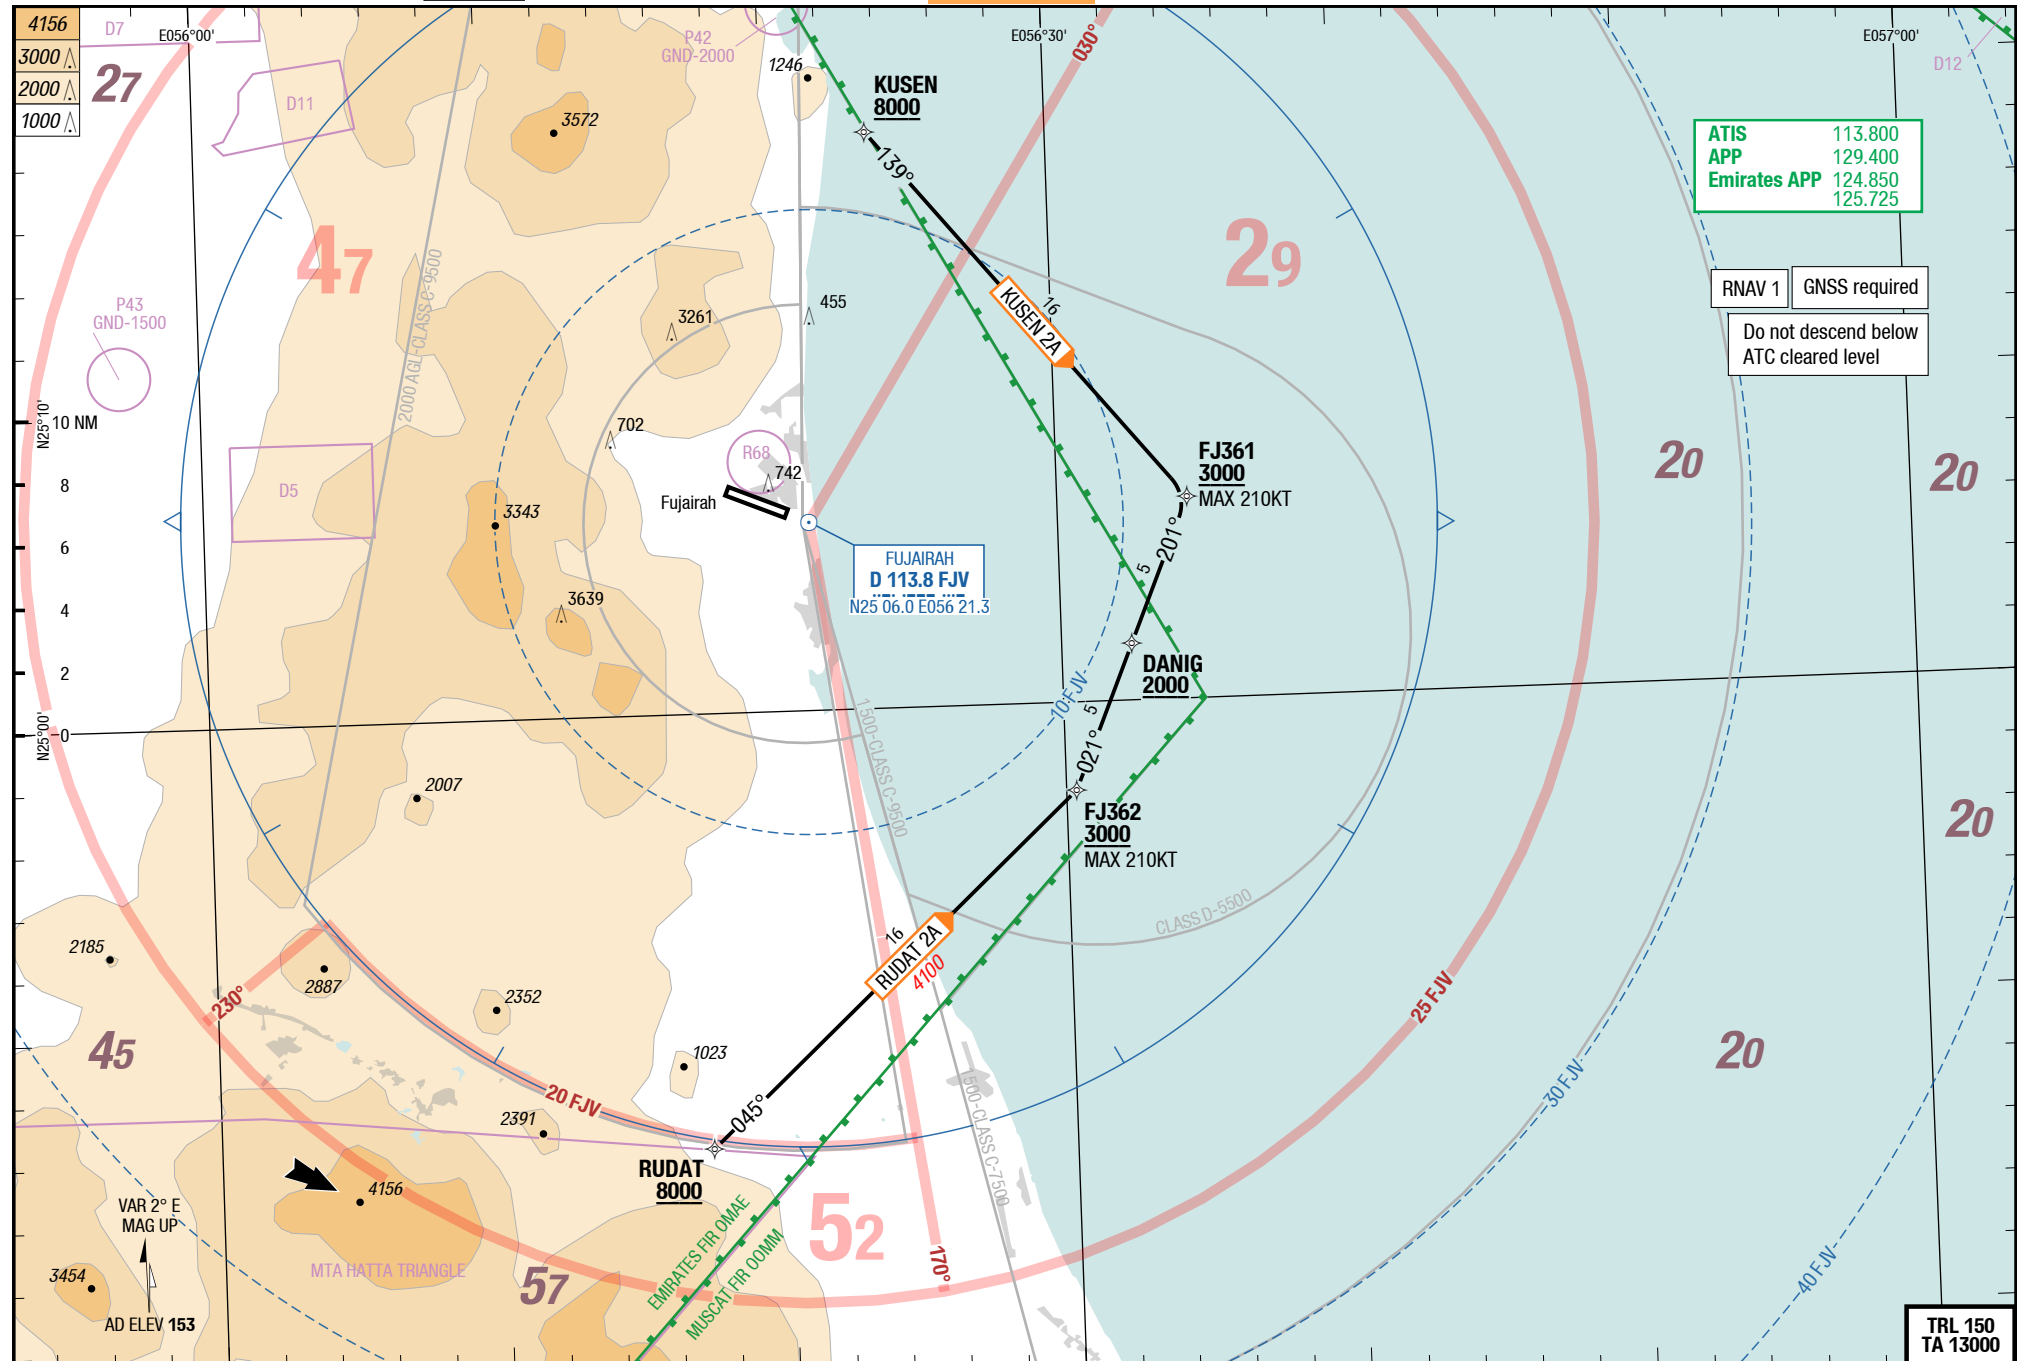 4156
3000
2000
1000
D7
E056°00'
27
D11
3572
P42
GND-2000
1246
E056°30'
030°
KUSEN
8000
139°
E057°00'
D12
ATIS 113.800
APP 129.400
Emirates APP 124.850
125.725
47
29
RNAV 1
GNSS required
Do not descend below
ATC cleared level
P43
GND-1500
2000 AGL-CLASS C-9500
3261
455
16
KUSEN 2A
N25°10'
10 NM
8
6
4
2
0
N25°00'
702
R68
742
D5
Fujairah
3343
3639
FJ361
3000
MAX 210KT
201°
5
20
20
FUJAIRAH
D 113.8 FJV
N25 06.0 E056 21.3
DANIG
2000
10 FJV
5
021°
1500-CLASS C-9500
2007
FJ362
3000
MAX 210KT
20
CLASS D-5500
16
RUDAT 2A
4100
2185
2887
230°
2352
25 FJV
45
1023
20
20 FJV
2391
045°
1500-CLASS C-7500
30 FJV
RUDAT
8000
4156
VAR 2° E
MAG UP
52
EMIRATES FIR OMAE
MUSCAT FIR OOMM
170°
40 FJV
MTA HATTA TRIANGLE
57
3454
AD ELEV 153
TRL 150
TA 13000